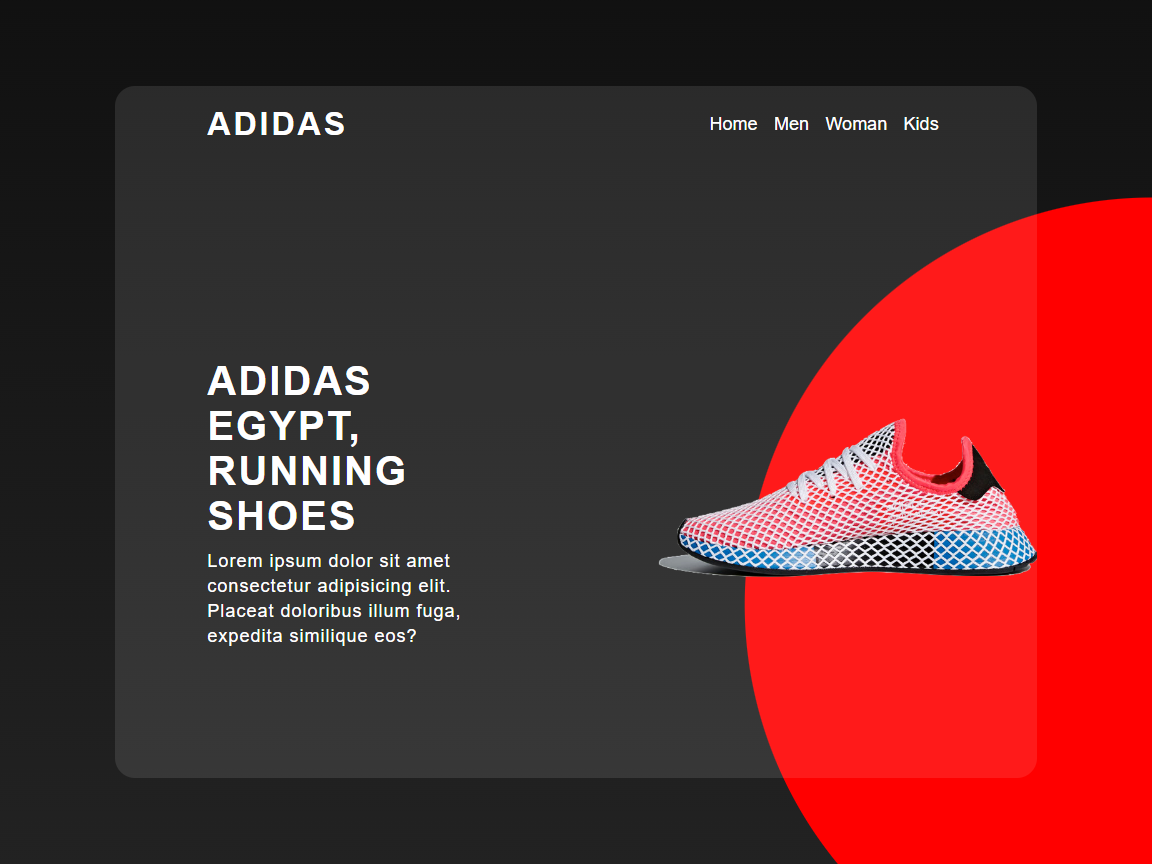 ADIDAS
Home Men Woman Kids
ADIDAS
EGYPT,
RUNNING
SHOES
Lorem ipsum dolor sit amet
consectetur adipisicing elit.
Placeat doloribus illum fuga,
expedita similique eos?